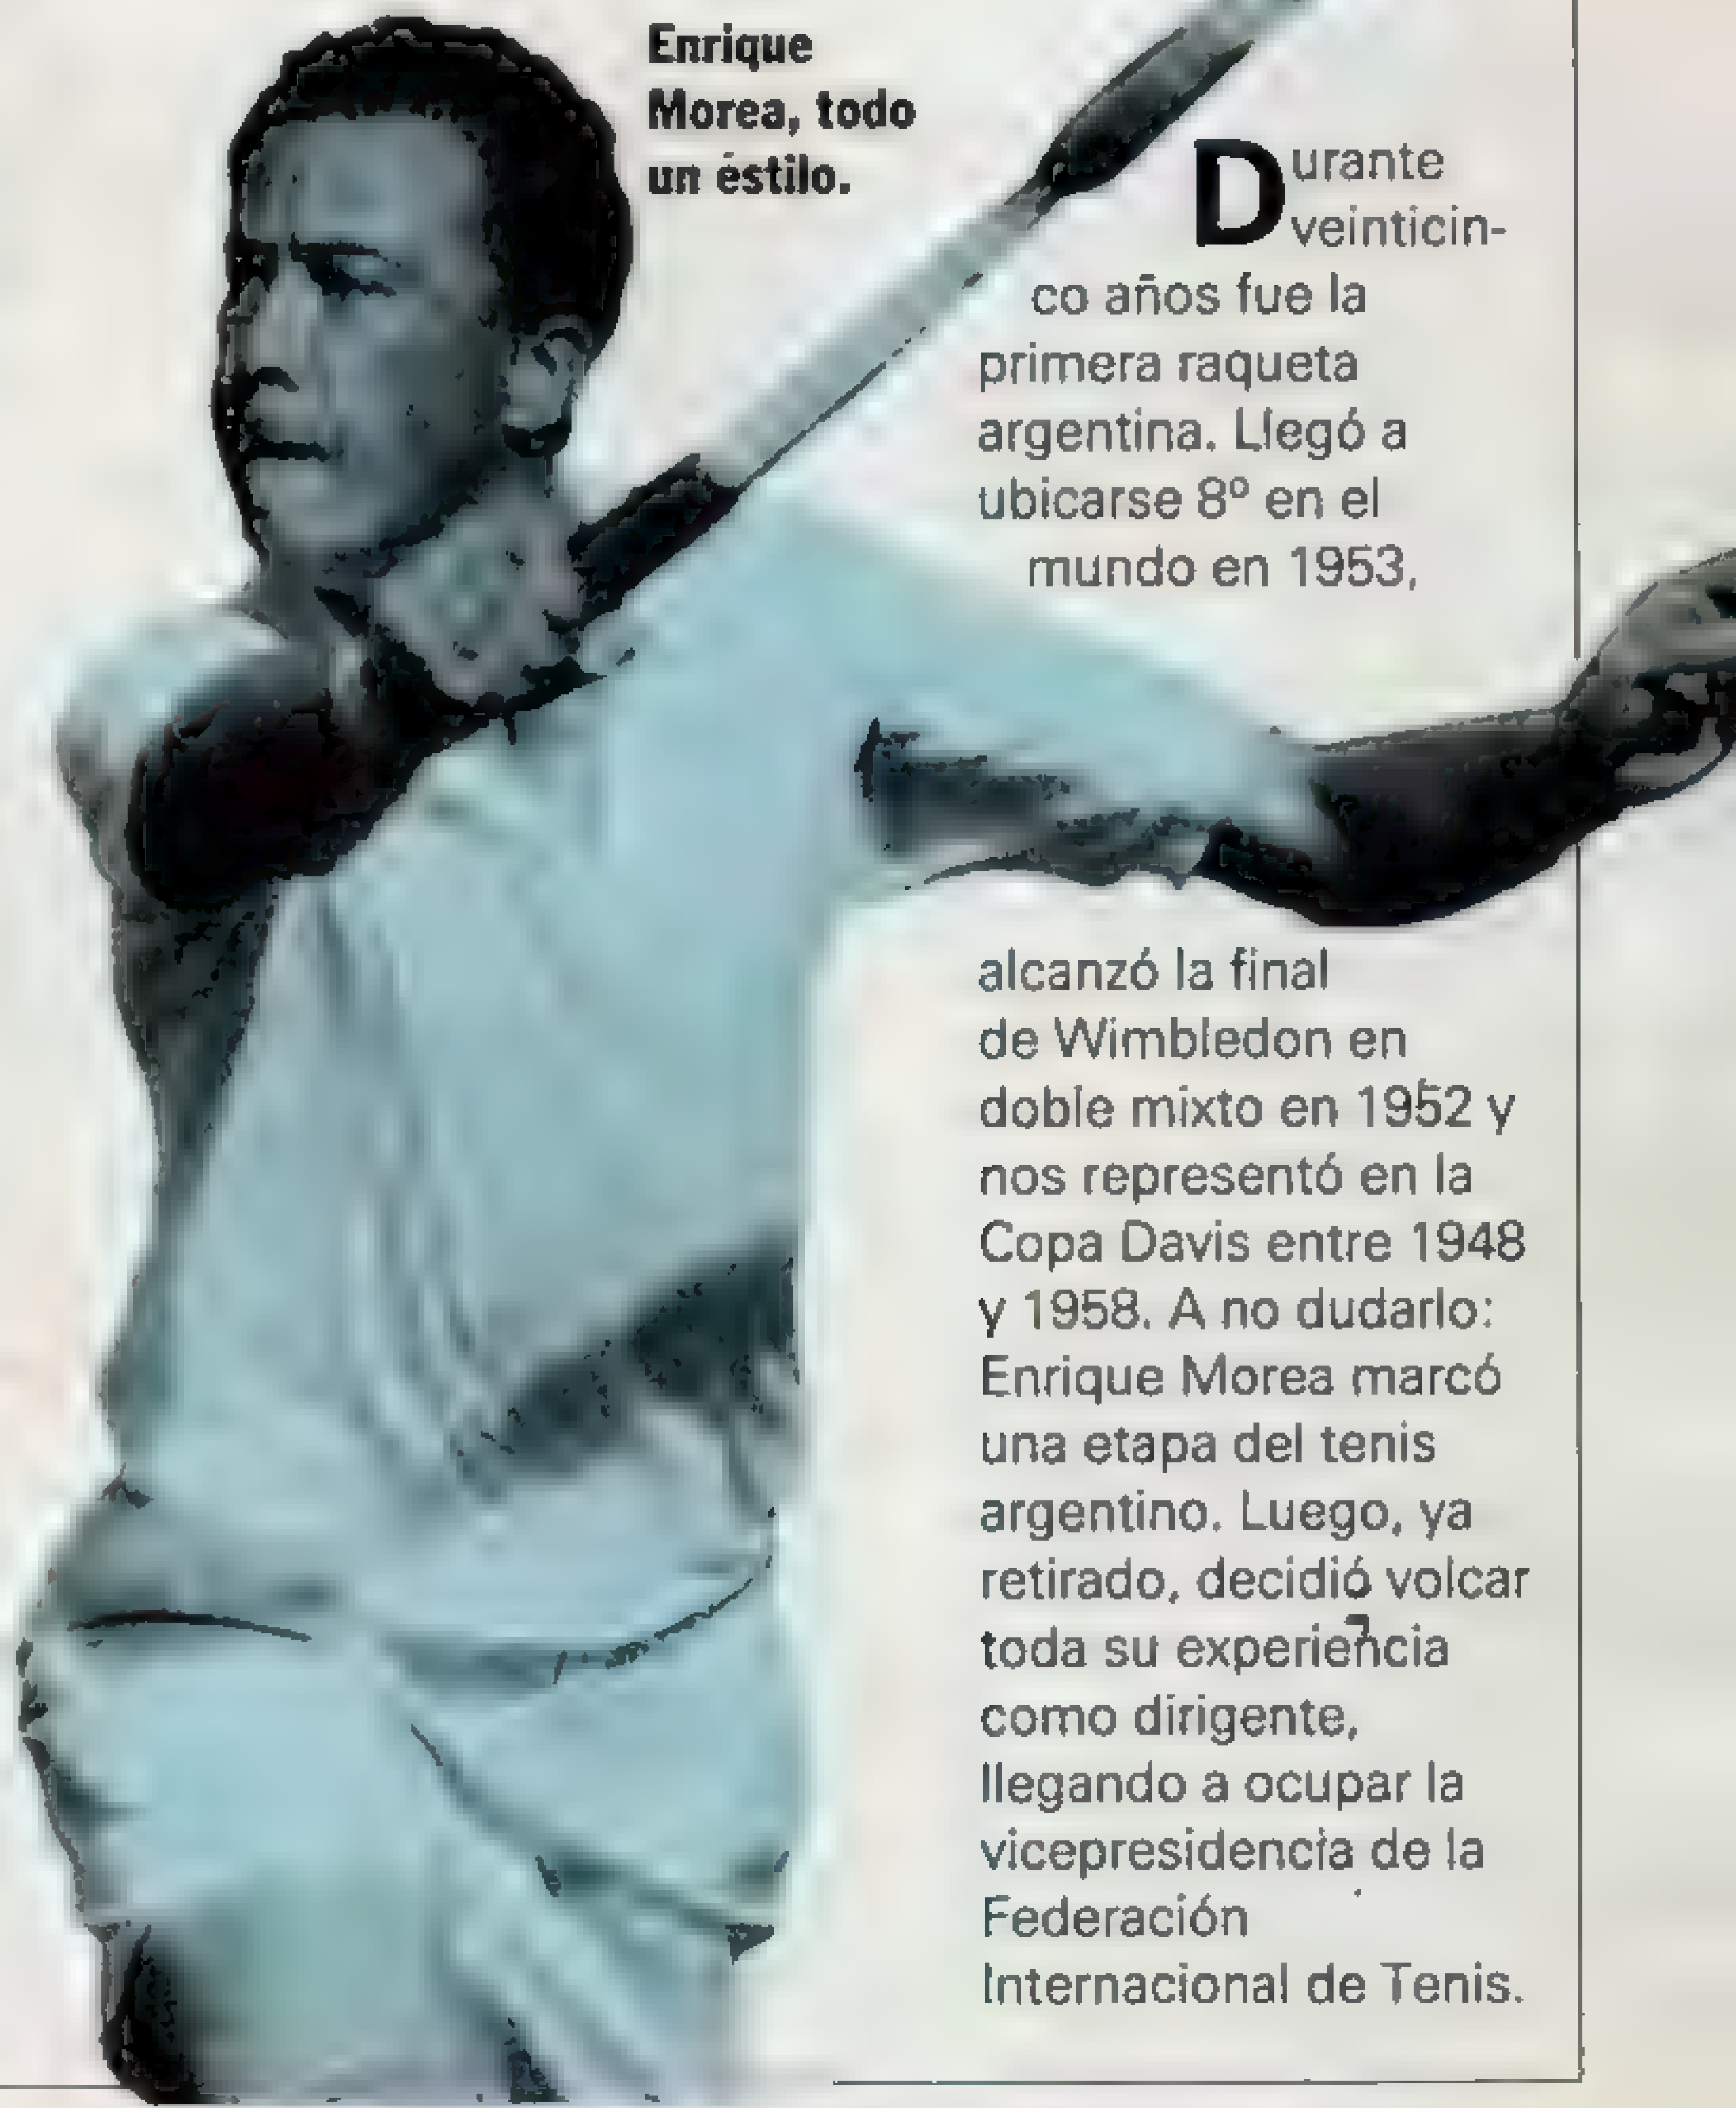 Enrique
Morea, todo
un estilo.
Durante
veinticin-
co años fue la
primera raqueta
argentina. Llegó a
ubicarse 8º en el
mundo en 1953,
alcanzó la final
de Wimbledon en
doble mixto en 1952 y
nos representó en la
Copa Davis entre 1948
y 1958. A no dudarlo:
Enrique Morea marcó
una etapa del tenis
argentino. Luego, ya
retirado, decidió volcar
toda su experiencia
como dirigente,
llegando a ocupar la
vicepresidencia de la
Federación
Internacional de Tenis.